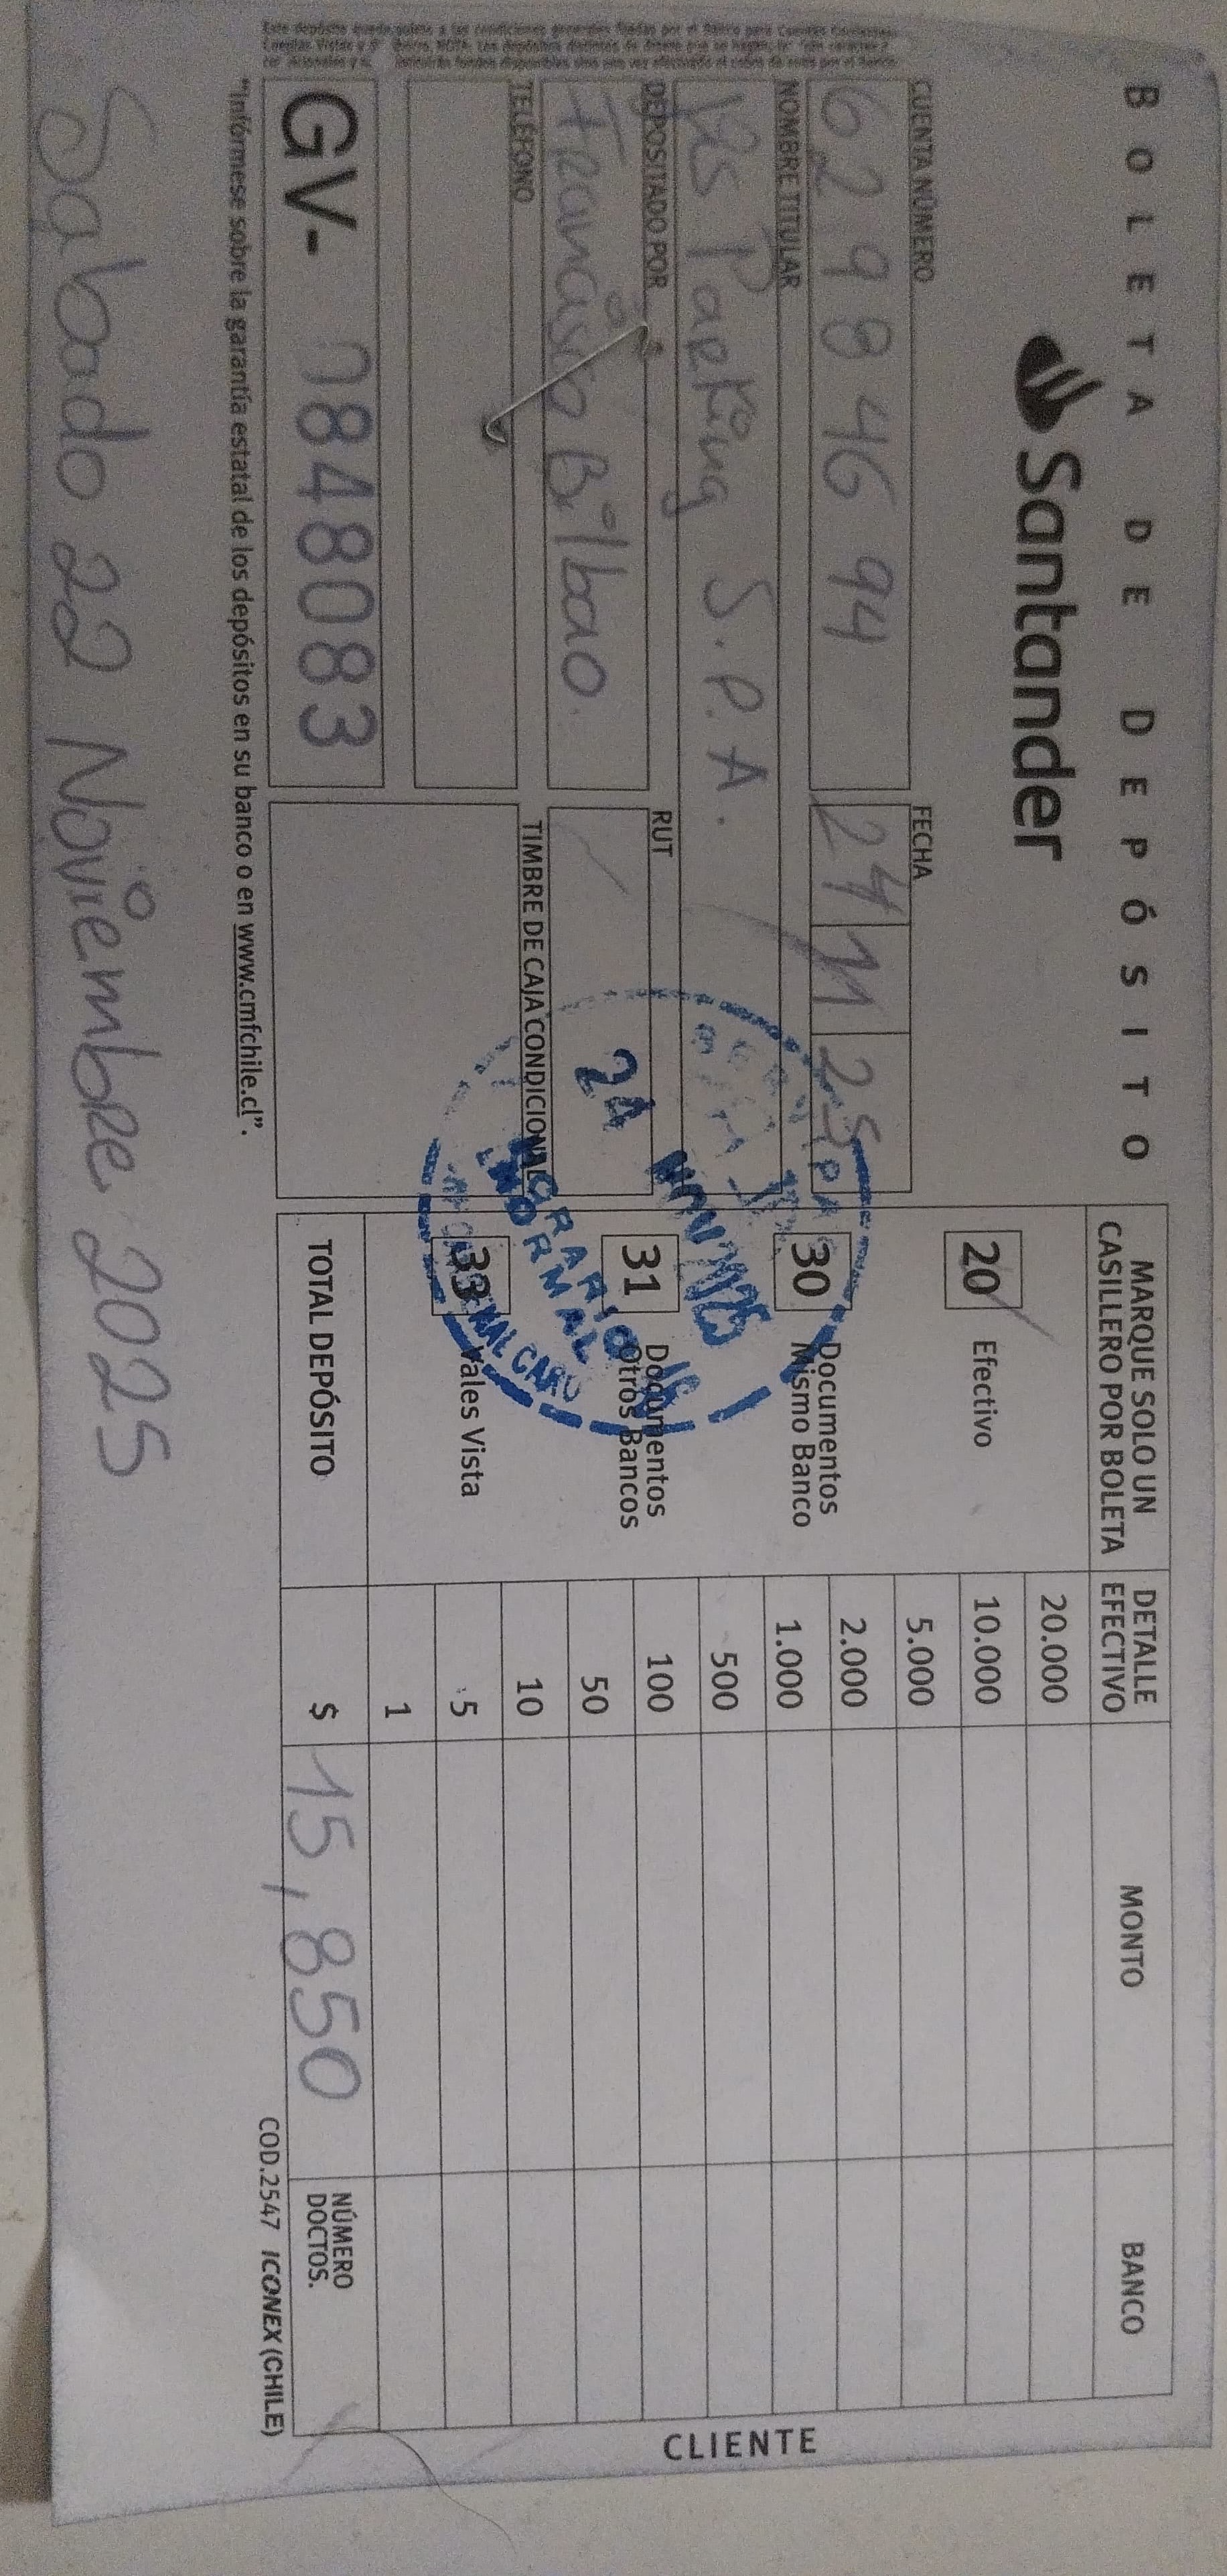 BOLETA DE DEPÓSITO
Santander
CUENTA NÚMERO
62 98 46 94
FECHA
24 11 25
NOMBRE TITULAR
Parking S.P.A.
DEPOSITADO POR
Francisco Bilbao.
RUT
TELÉFONO
TIMBRE DE CAJA CONDICIONAL
GV- 7848083
"Infórmese sobre la garantía estatal de los depósitos en su banco o en www.cmfchile.cl".
MARQUE SOLO UN
CASILLERO POR BOLETA
DETALLE
EFECTIVO
MONTO
BANCO
20 Efectivo
30 Documentos
Mismo Banco
31 Documentos
Otros Bancos
33 Vales Vista
20.000
10.000
5.000
2.000
1.000
500
100
50
10
5
1
TOTAL DEPÓSITO
$ 15,850
NÚMERO
DOCTOS.
24 NOV 2025
HORARIO
NORMAL
CLIENTE
COD.2547 ICONEX (CHILE)
Sabado 22 Noviembre 2025